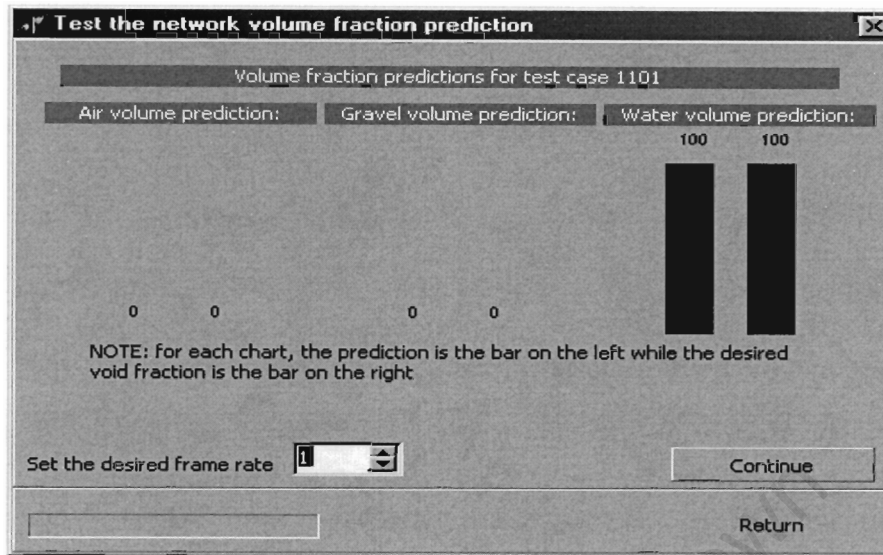 Test the network volume fraction prediction
Volume fraction predictions for test case 1101
Air volume prediction: Gravel volume prediction: Water volume prediction:
100 100
0 0 0 0
NOTE: for each chart, the prediction is the bar on the left while the desired
void fraction is the bar on the right
Set the desired frame rate 1 Continue
Return